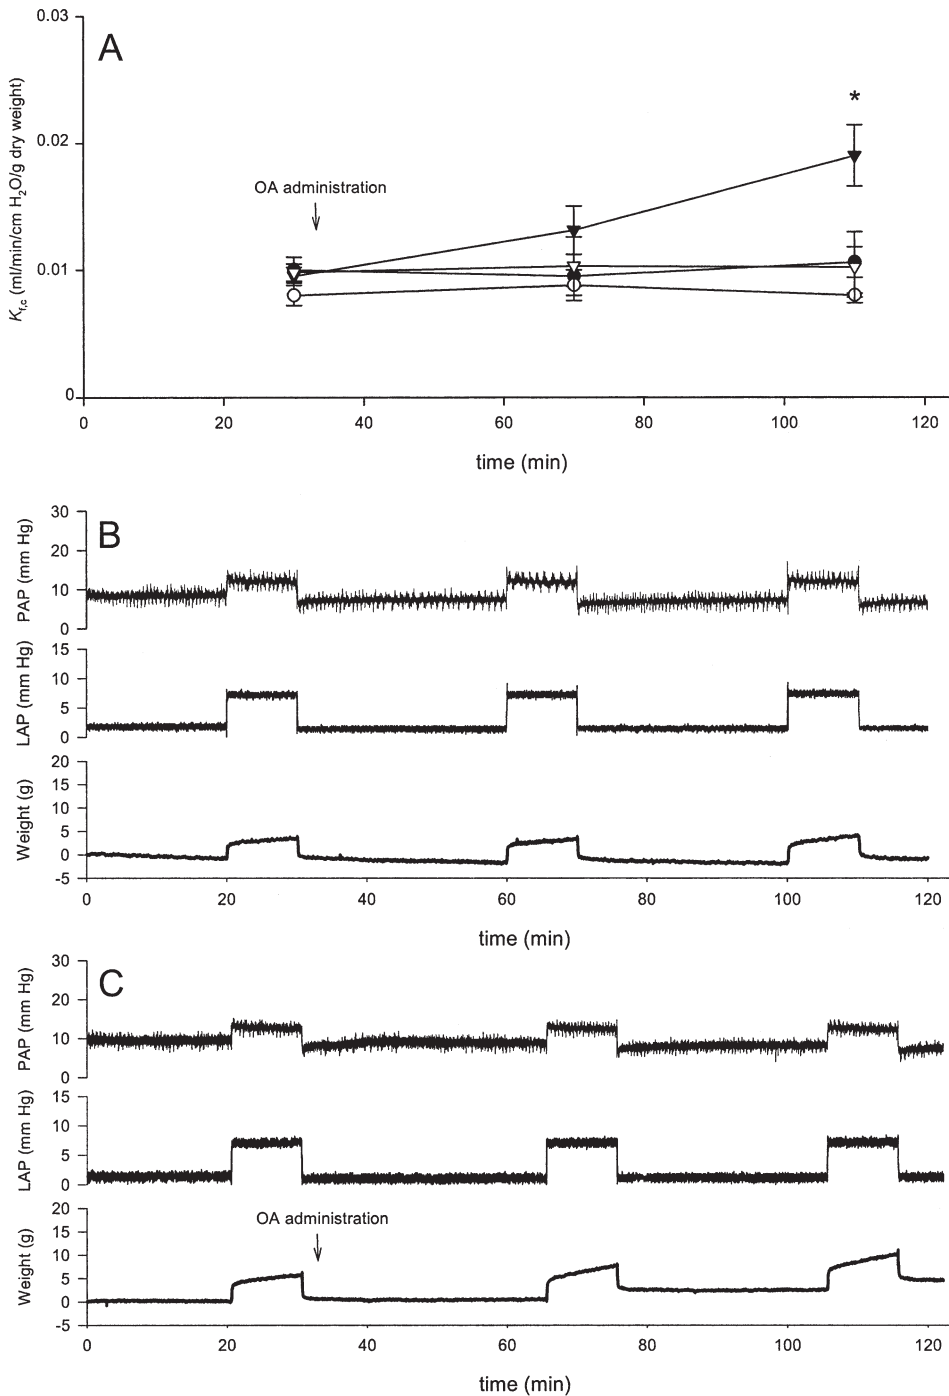 0.03
A
*
0.02
OA administration
0.01
0
K f,c (ml/min/cm H2O/g dry weight)
0 20 40 60 80 100 120
time (min)
B
30
20
10
0
PAP (mm Hg)
15
10
5
0
LAP (mm Hg)
20
15
10
5
0
-5
Weight (g)
0 20 40 60 80 100 120
time (min)
C
30
20
10
0
PAP (mm Hg)
15
10
5
0
LAP (mm Hg)
OA administration
20
15
10
5
0
-5
Weight (g)
0 20 40 60 80 100 120
time (min)